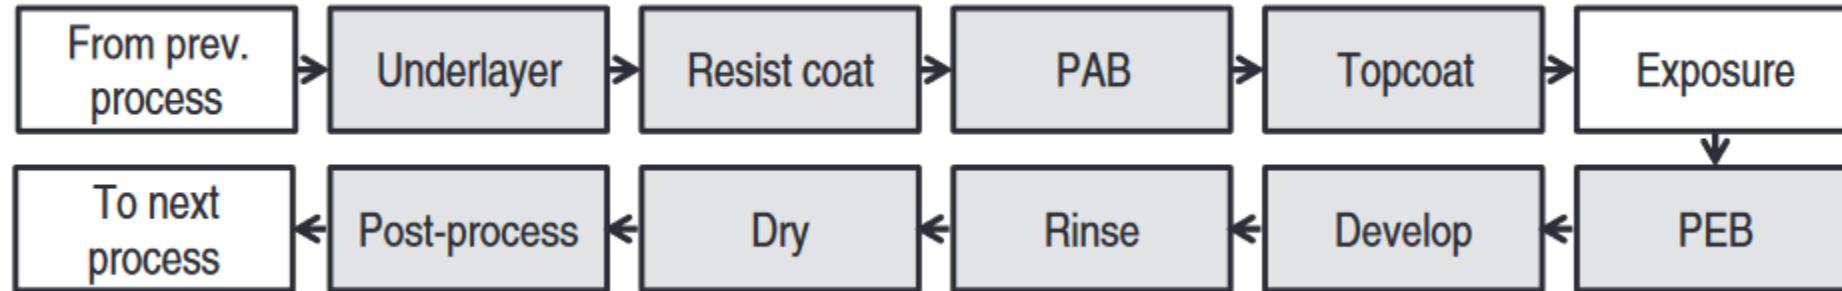 From prev.
process
Underlayer
Resist coat
PAB
Topcoat
Exposure
PEB
Develop
Rinse
Dry
Post-process
To next
process